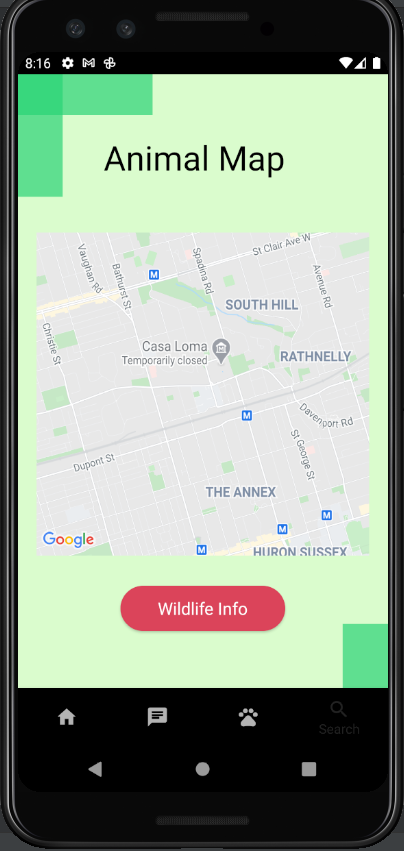 8:16
Animal Map
St Clair Ave W
Vaughan Rd
Bathurst St
Spadina Rd
Avenue Rd
M
SOUTH HILL
Christie St
Casa Loma
Temporarily closed
RATHNELLY
M
Davenport Rd
St George St
Dupont St
THE ANNEX
M
M
M
HURON SUSSEX
Google
Wildlife Info
Search